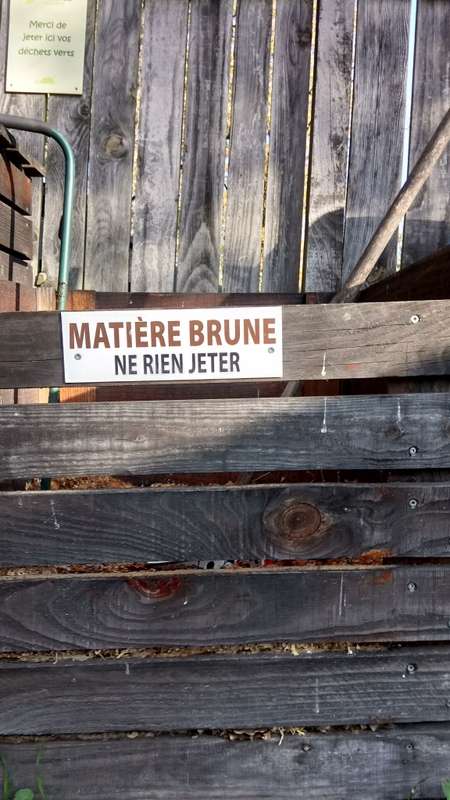 Merci de
jeter ici vos
déchets verts
MATIÈRE BRUNE
NE RIEN JETER